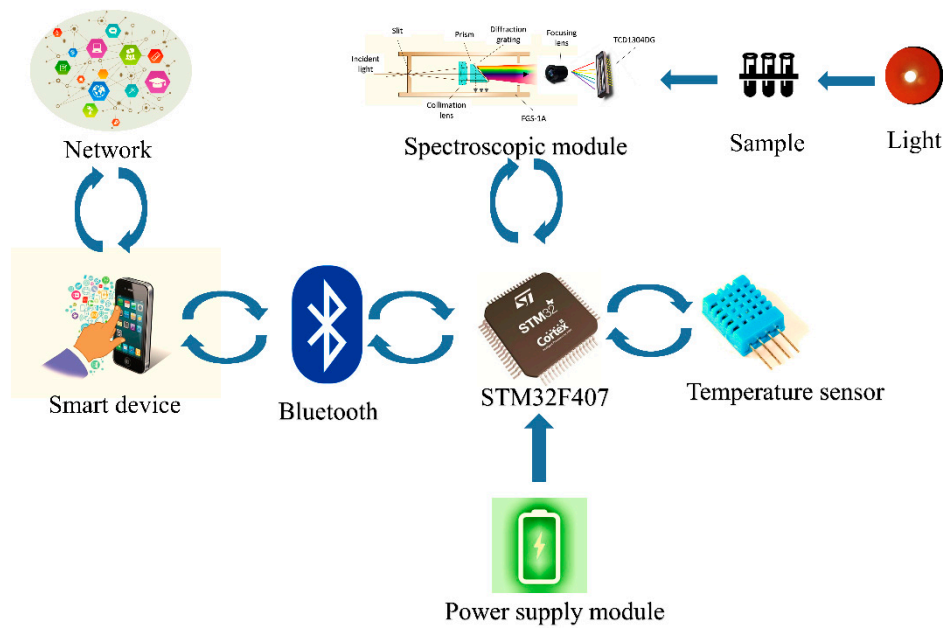 Slit
Prism
Diffraction
grating
Focusing
lens
TCD1304DG
Incident
light
Collimation
lens
FGS-1A
Network
Spectroscopic module
Sample
Light
ST
STM32
Cortex
Smart device
Bluetooth
STM32F407
Temperature sensor
Power supply module